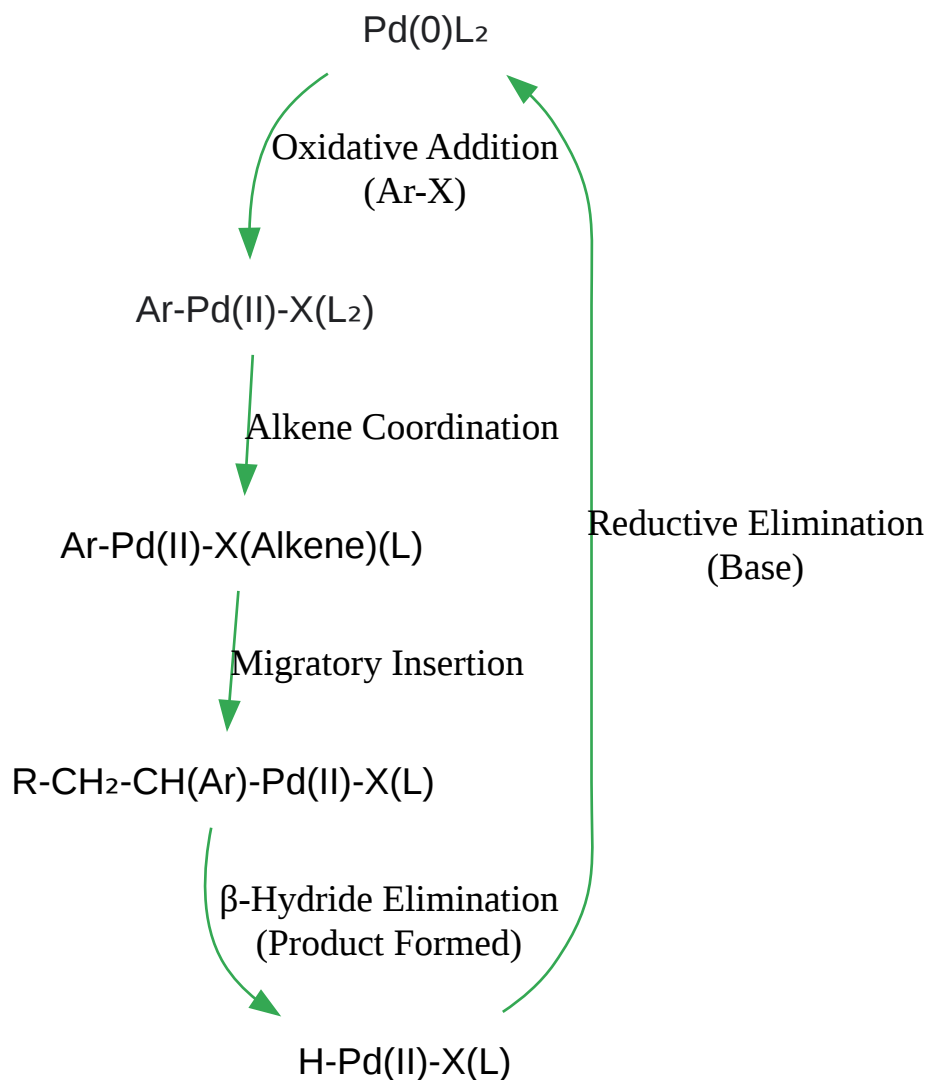 Pd(0)L₂
Oxidative Addition
(Ar-X)
Ar-Pd(II)-X(L₂)
Alkene Coordination
Reductive Elimination
(Base)
Ar-Pd(II)-X(Alkene)(L)
Migratory Insertion
R-CH₂-CH(Ar)-Pd(II)-X(L)
β-Hydride Elimination
(Product Formed)
H-Pd(II)-X(L)